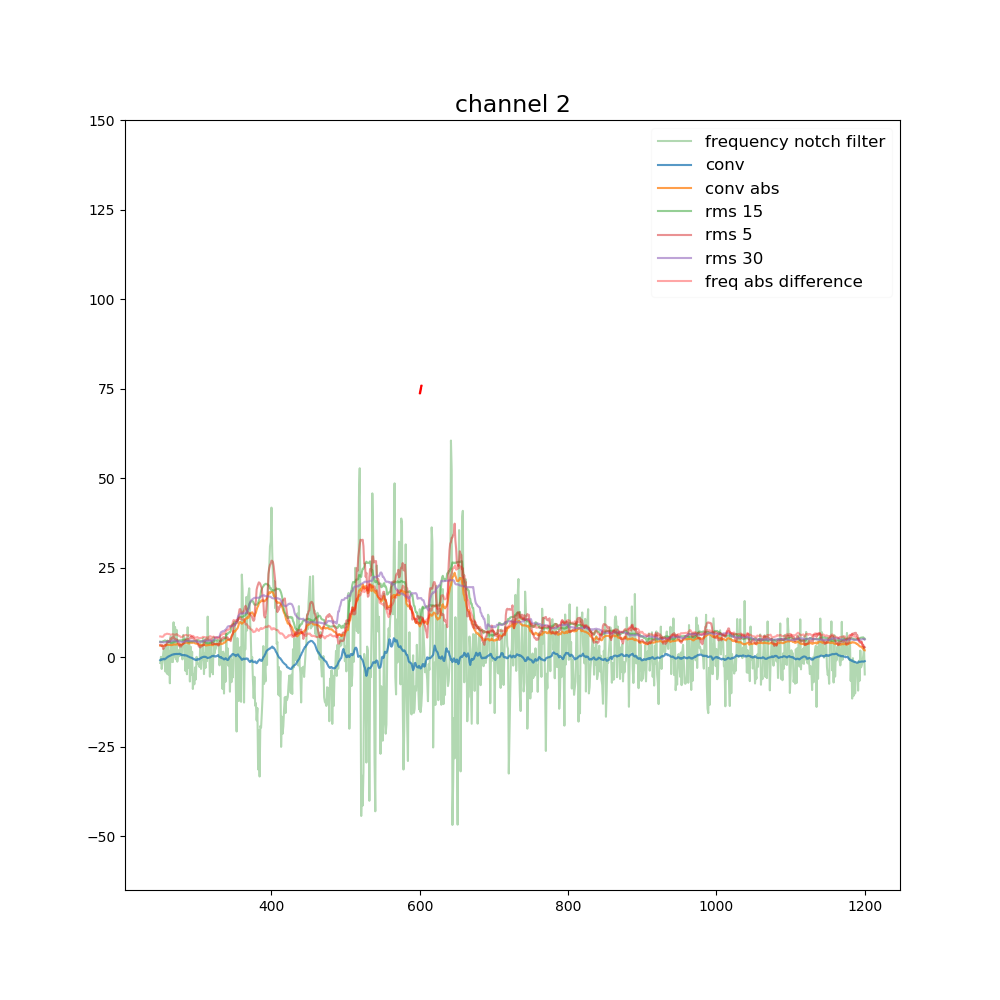 channel 2
150
125
100
75
50
25
0
−25
−50
400 600 800 1000 1200
frequency notch filter
conv
conv abs
rms 15
rms 5
rms 30
freq abs difference